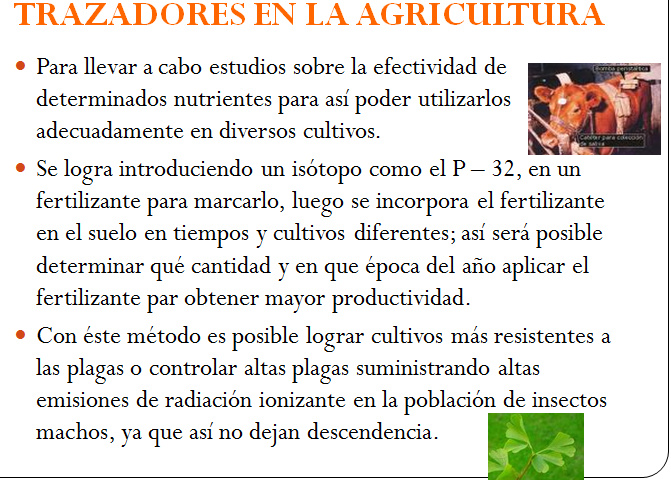 TRAZADORES EN LA AGRICULTURA
• Para llevar a cabo estudios sobre la efectividad de
determinados nutrientes para así poder utilizarlos
adecuadamente en diversos cultivos.
Bomba peristáltica
Catéter para colección
de saliva
• Se logra introduciendo un isótopo como el P – 32, en un
fertilizante para marcarlo, luego se incorpora el fertilizante
en el suelo en tiempos y cultivos diferentes; así será posible
determinar qué cantidad y en que época del año aplicar el
fertilizante par obtener mayor productividad.
• Con éste método es posible lograr cultivos más resistentes a
las plagas o controlar altas plagas suministrando altas
emisiones de radiación ionizante en la población de insectos
machos, ya que así no dejan descendencia.